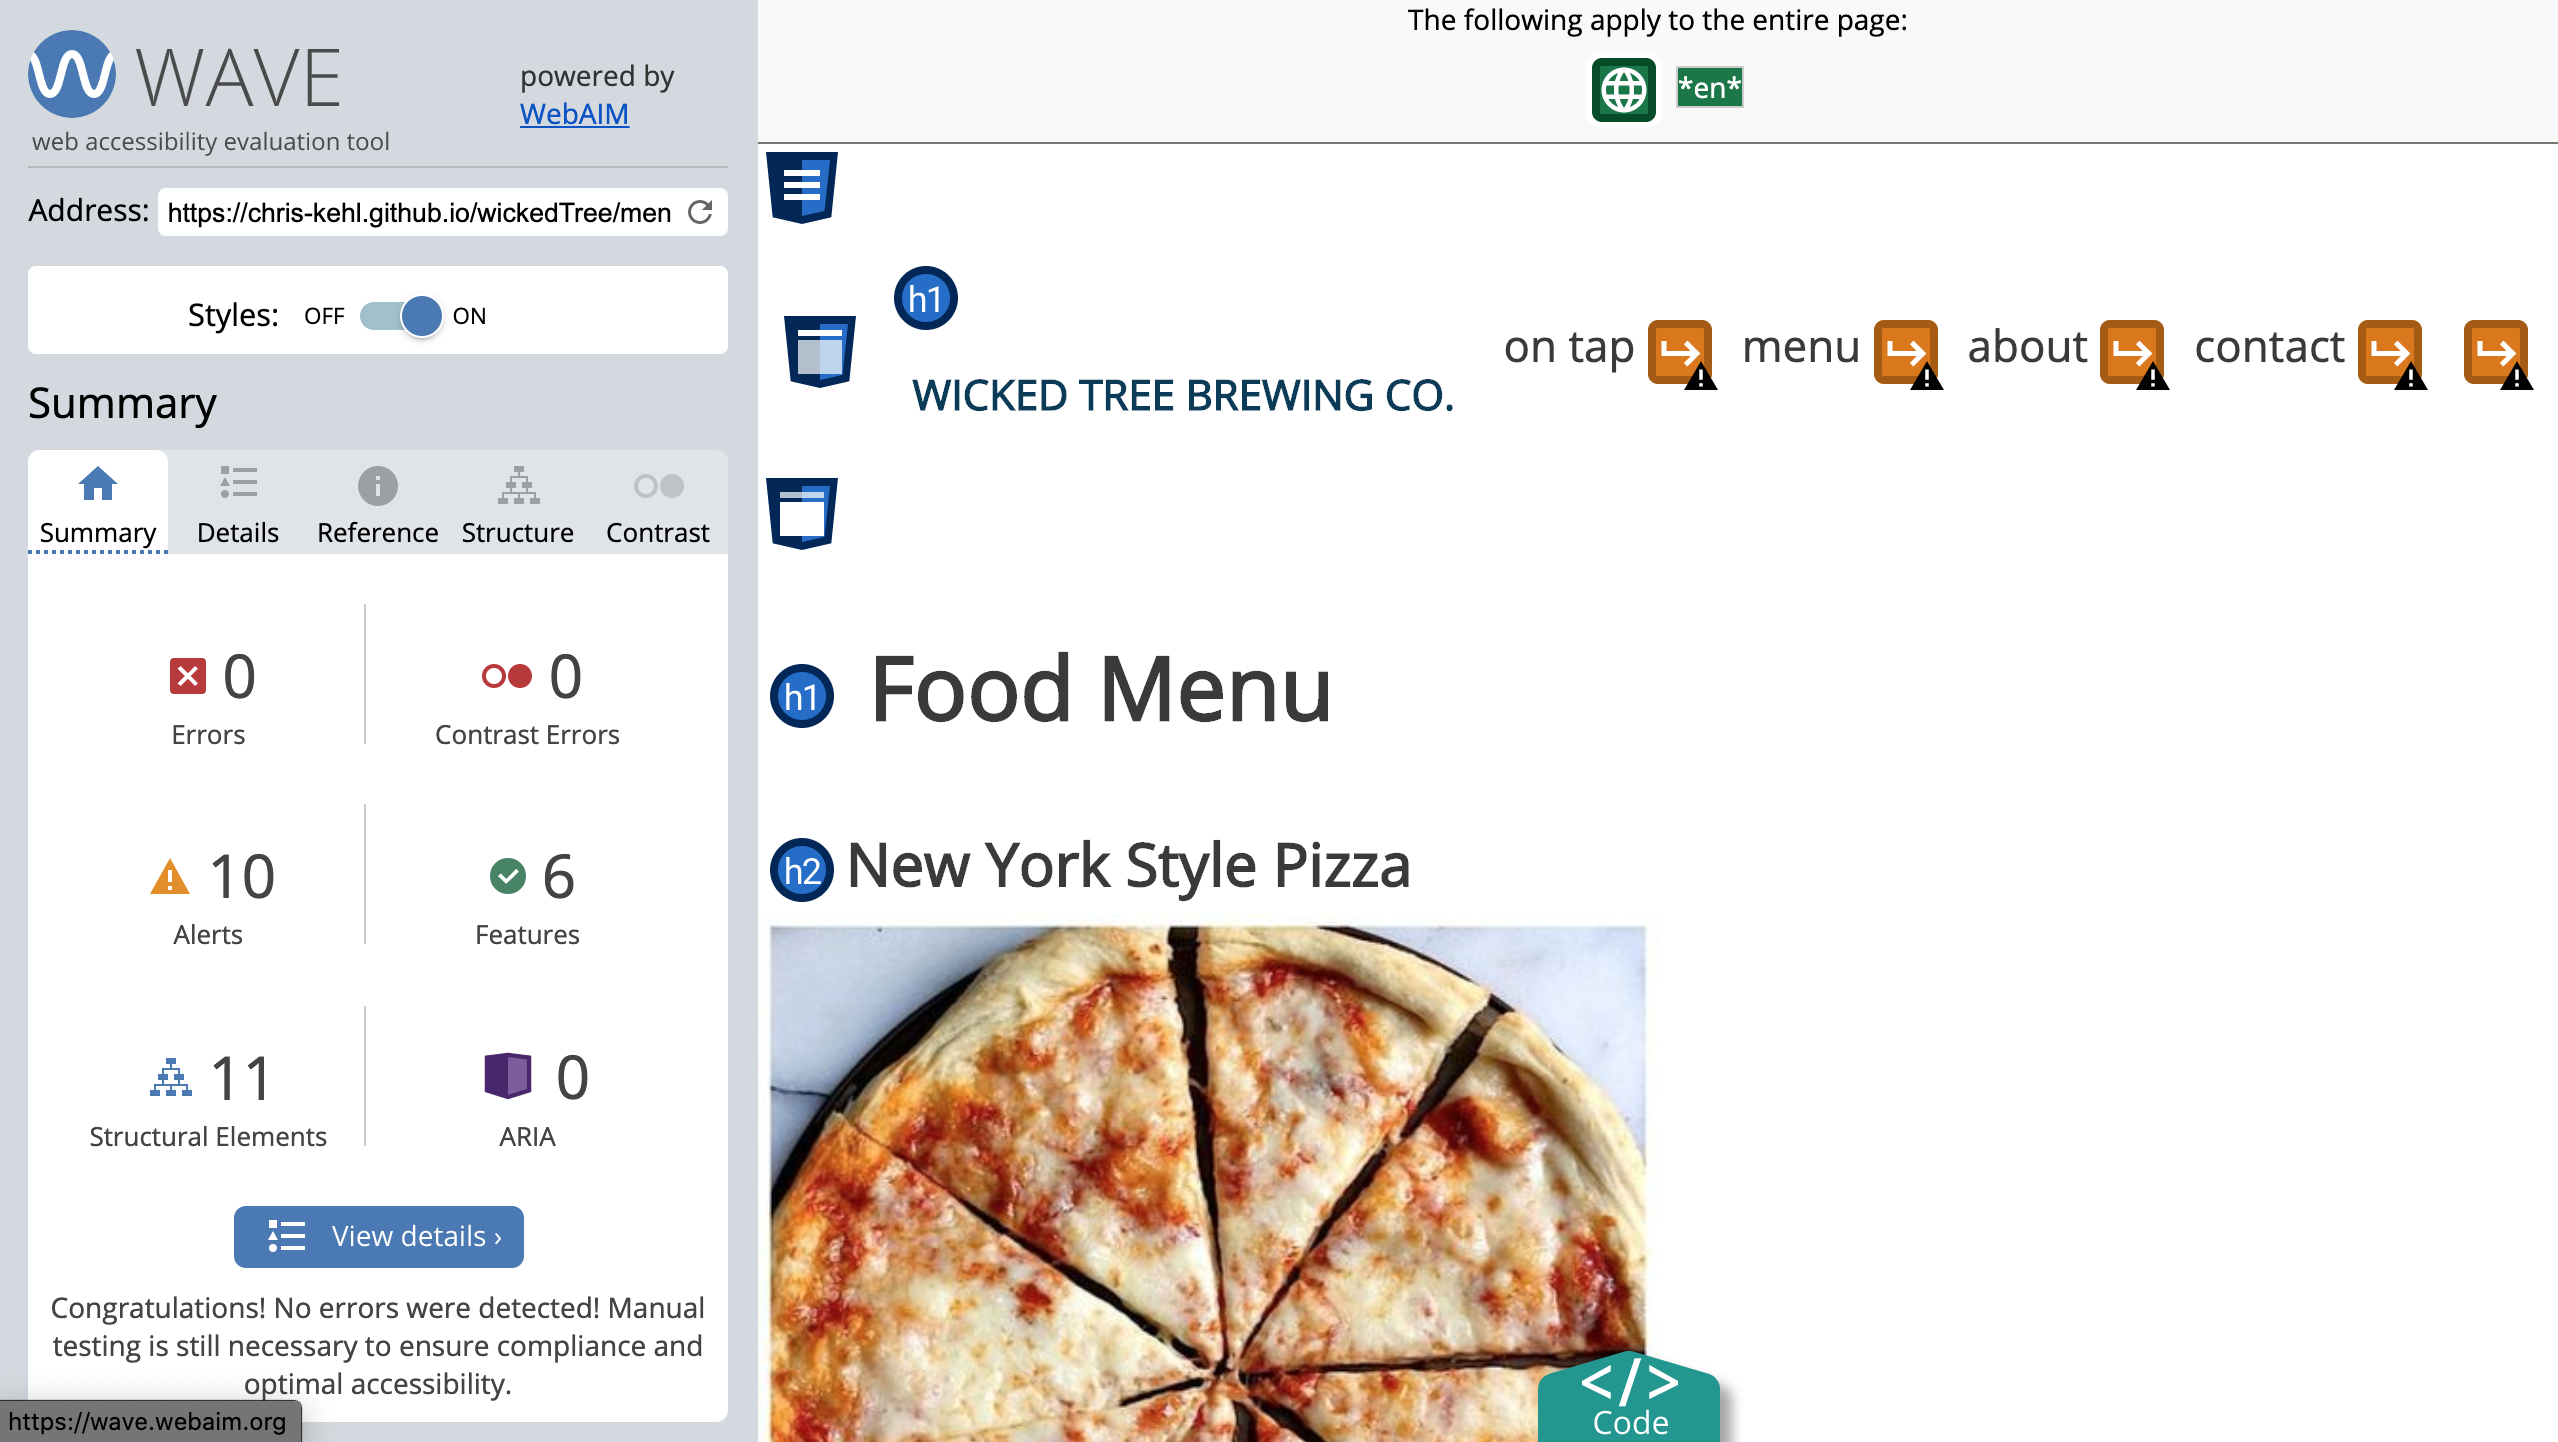 WAVE
powered by
WebAIM
web accessibility evaluation tool
Address: https://chris-kehl.github.io/wickedTree/men
Styles: OFF ON
Summary
Summary Details Reference Structure Contrast
0 0
Errors Contrast Errors
10 6
Alerts Features
11 0
Structural Elements ARIA
View details ›
Congratulations! No errors were detected! Manual
testing is still necessary to ensure compliance and
optimal accessibility.
https://wave.webaim.org
The following apply to the entire page:
*en*
h1
on tap menu about contact
WICKED TREE BREWING CO.
h1 Food Menu
h2 New York Style Pizza
</> 
Code